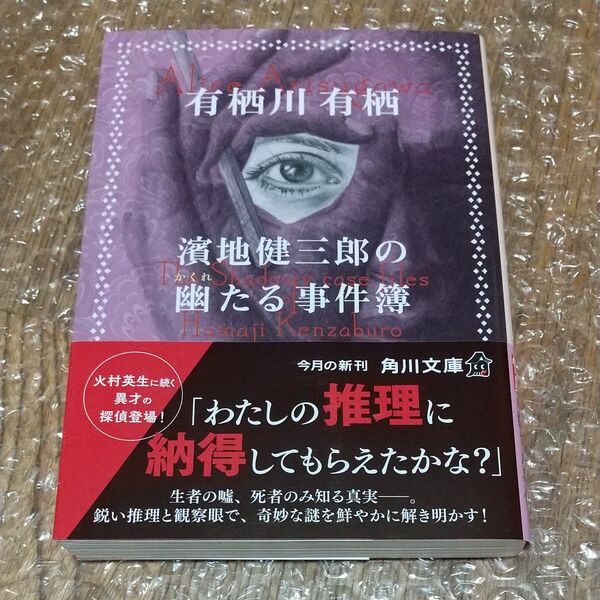 Alice Arisugawa
有栖川 有栖
濱地健三郎の
The Shadowy case files
かくれ
幽たる事件簿
of
Hamaji Kenzaburo
今月の新刊 角川文庫
火村英生に続く
異才の
探偵登場！
「わたしの推理に
納得してもらえたかな？」
生者の嘘、死者のみ知る真実――。
鋭い推理と観察眼で、奇妙な謎を鮮やかに解き明かす！